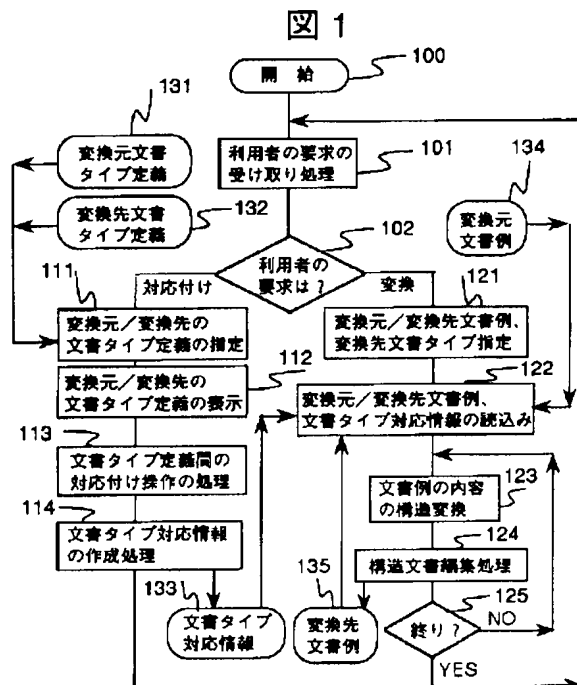 図 1
100
開 始
131
変換元文書
タイプ定義
利用者の要求の
受け取り処理
101
134
変換先文書
タイプ定義
132
変換元
文書例
102
利用者の
要求は？
対応付け
変換
111
変換元／変換先の
文書タイプ定義の指定
121
変換元／変換先文書例、
変換先文書タイプ指定
112
変換元／変換先の
文書タイプ定義の表示
122
変換元／変換先文書例、
文書タイプ対応情報の読込み
113
文書タイプ定義間の
対応付け操作の処理
文書例の内容
の構造変換
123
114
文書タイプ対応情報
の作成処理
124
構造文書編集処理
133
文書タイプ
対応情報
135
変換先
文書例
125
終り？
NO
YES